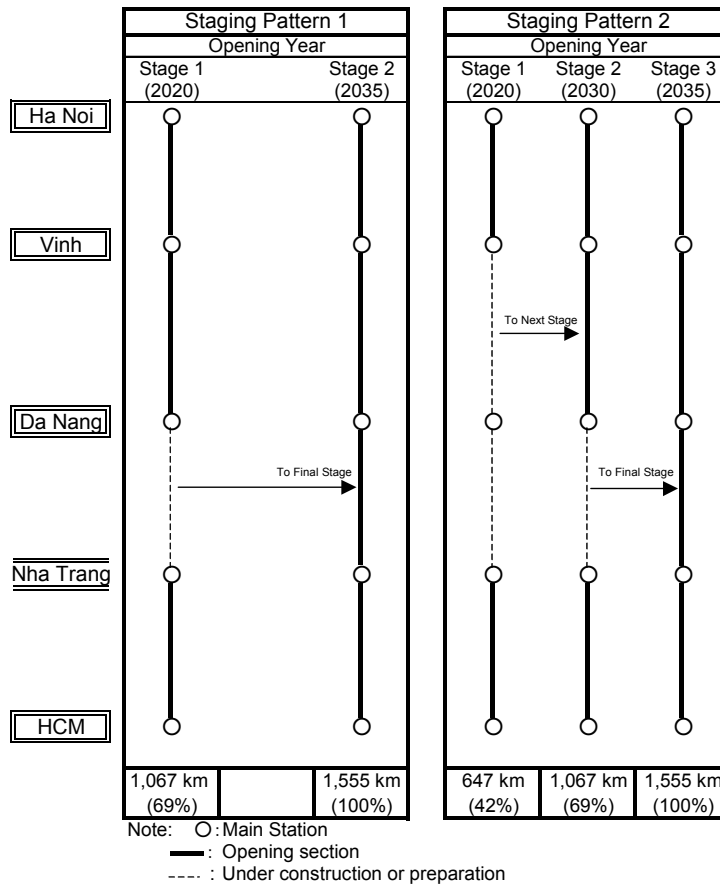 Staging Pattern 1 Staging Pattern 2
Opening Year Opening Year
Stage 1 Stage 2 Stage 1 Stage 2 Stage 3
(2020) (2035) (2020) (2030) (2035)
Ha Noi
Vinh
To Next Stage
Da Nang
To Final Stage To Final Stage
Nha Trang
HCM
1,067 km 1,555 km 647 km 1,067 km 1,555 km
(69%) (100%) (42%) (69%) (100%)
Note: : Main Station
: Opening section
: Under construction or preparation